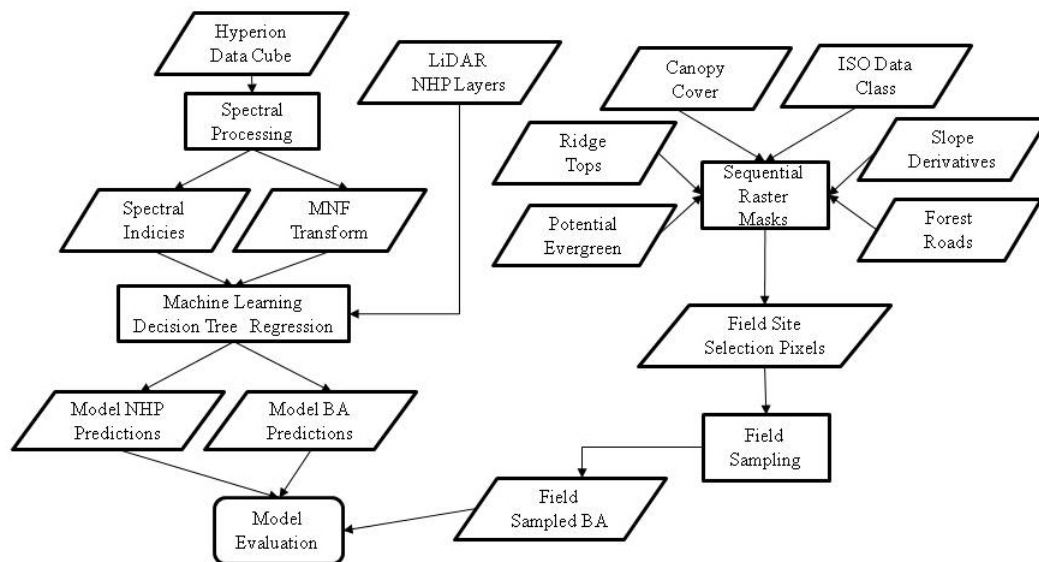 Hyperion
Data Cube
LiDAR
NHP Layers
Canopy
Cover
ISO Data
Class
Spectral
Processing
Ridge
Tops
Sequential
Raster
Masks
Slope
Derivatives
Spectral
Indicies
MNF
Transform
Potential
Evergreen
Forest
Roads
Machine Learning
Decision Tree Regression
Field Site
Selection Pixels
Model NHP
Predictions
Model BA
Predictions
Field
Sampling
Model
Evaluation
Field
Sampled BA